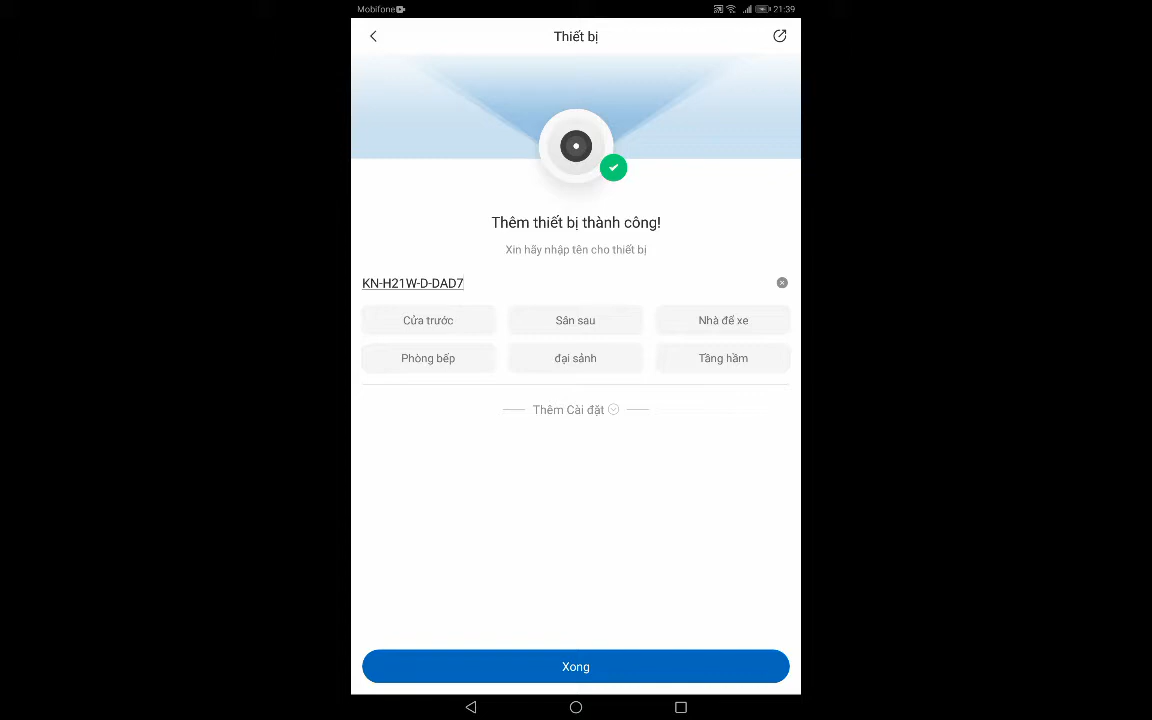 Mobifone
21:39
Thiết bị
Thêm thiết bị thành công!
Xin hãy nhập tên cho thiết bị
KN-H21W-D-DAD7
Cửa trước
Sân sau
Nhà để xe
Phòng bếp
đại sảnh
Tầng hầm
Thêm Cài đặt
Xong